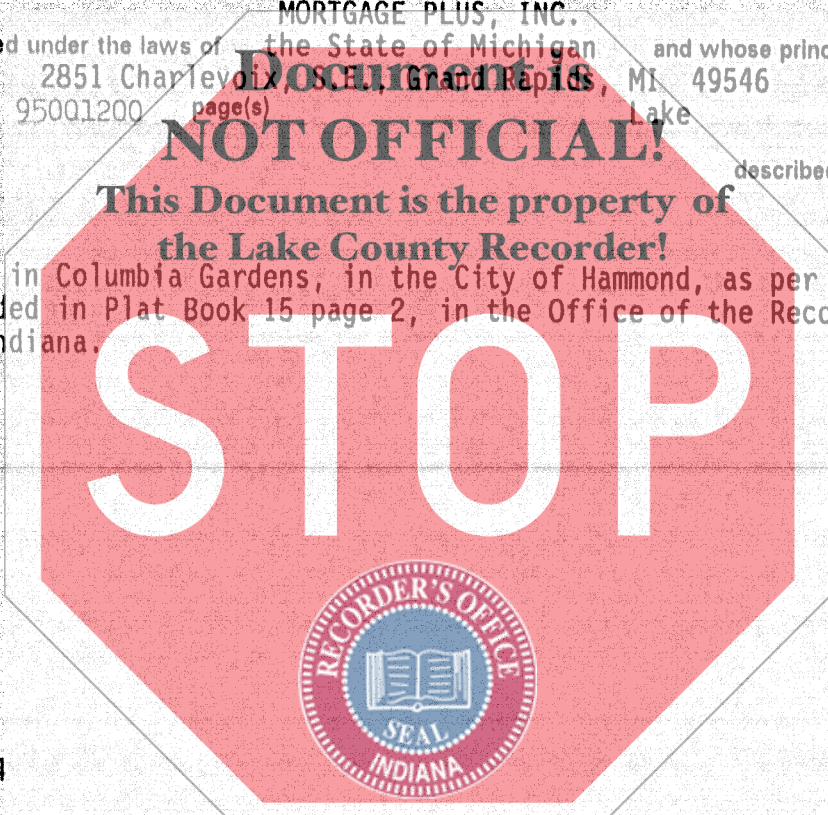 MORTGAGE PLUS, INC.
ed under the laws of the State of Michigan and whose princ
Document is
2851 Charlevoix, S.E., Grand Rapids, MI 49546
95001200 page(s) Lake
NOT OFFICIAL!
described
This Document is the property of
the Lake County Recorder!
in Columbia Gardens, in the City of Hammond, as per
ded in Plat Book 15 page 2, in the Office of the Reco
ndiana.
STOP
RECORDER'S OFFICE
SEAL
INDIANA